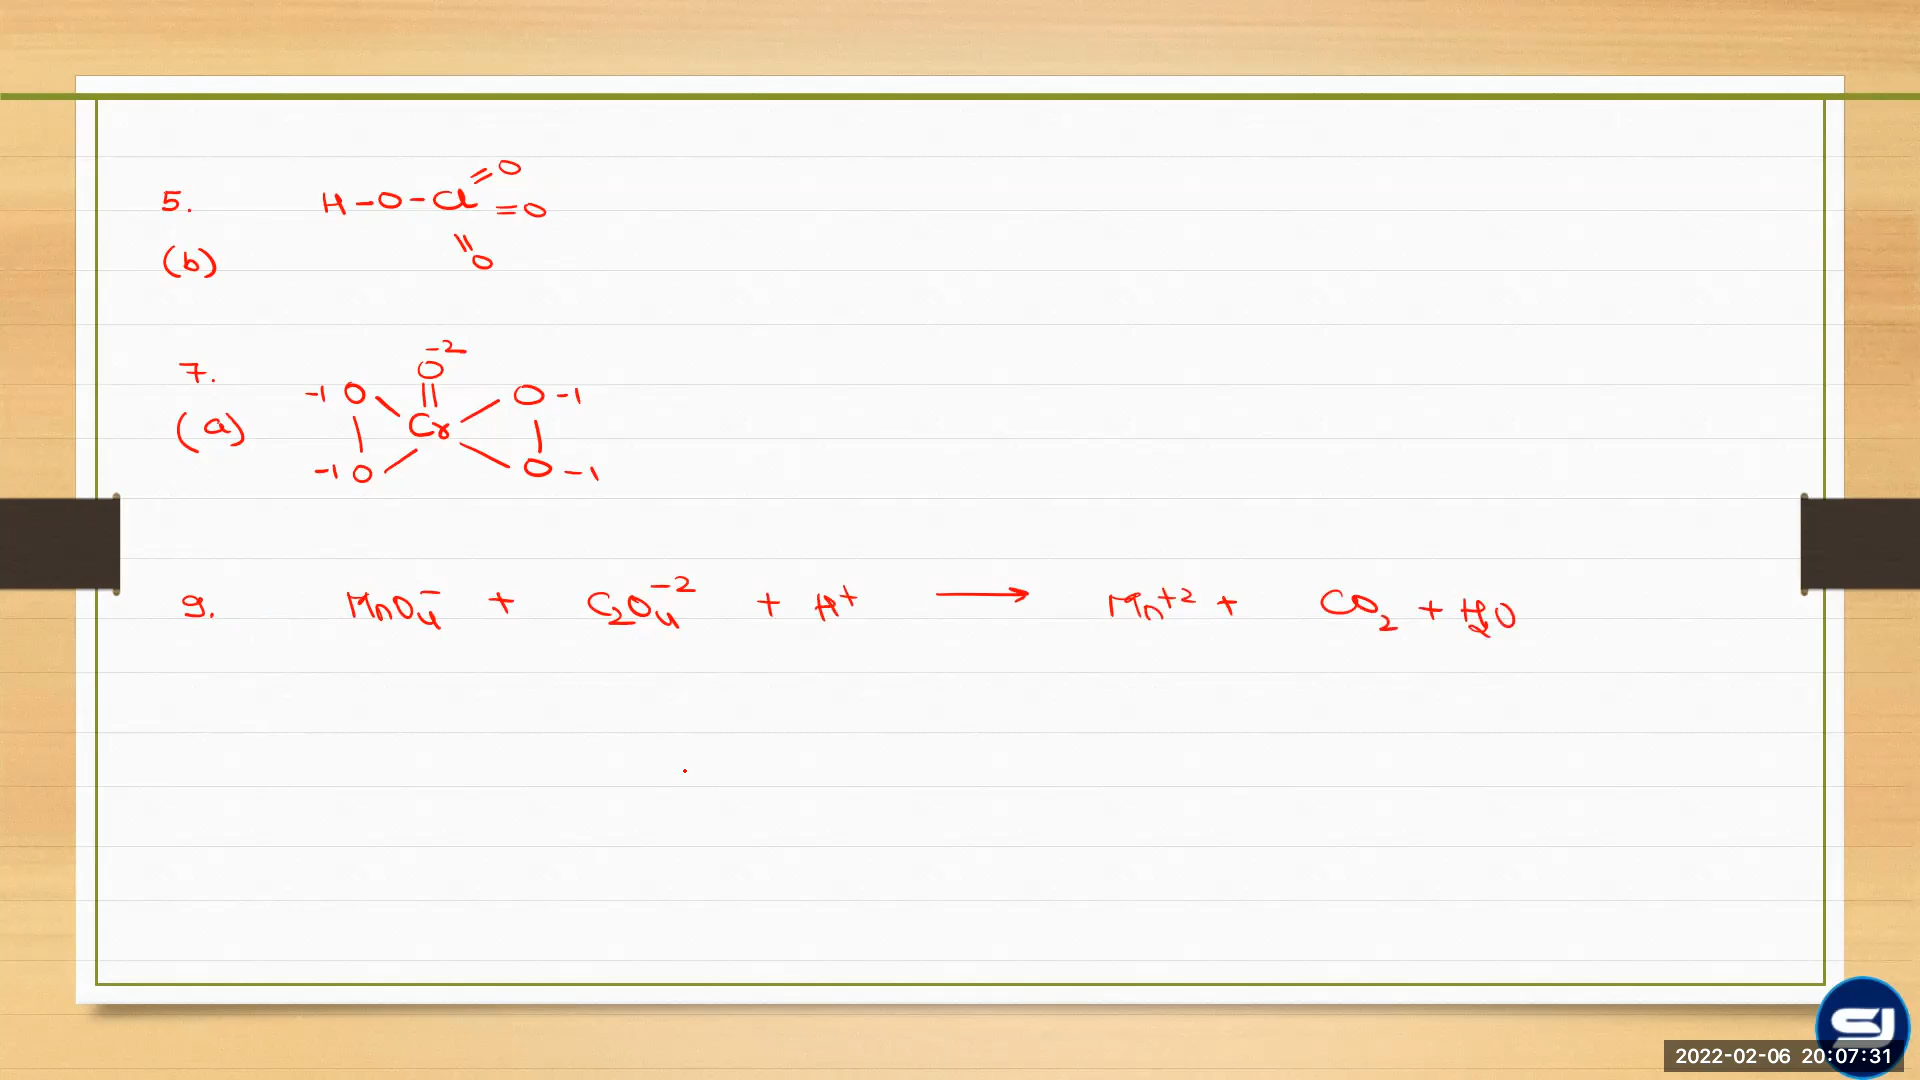 5.
(b)
H-O-Cl
=O
=O
=O
7.
(a)
-2
O
-1 O
Cr
O -1
-1 O
O -1
9. MnO₄⁻ + C₂O₄⁻² + H⁺ ⟶ Mn⁺² + CO₂ + H₂O
SJ
2022-02-06 20:07:31